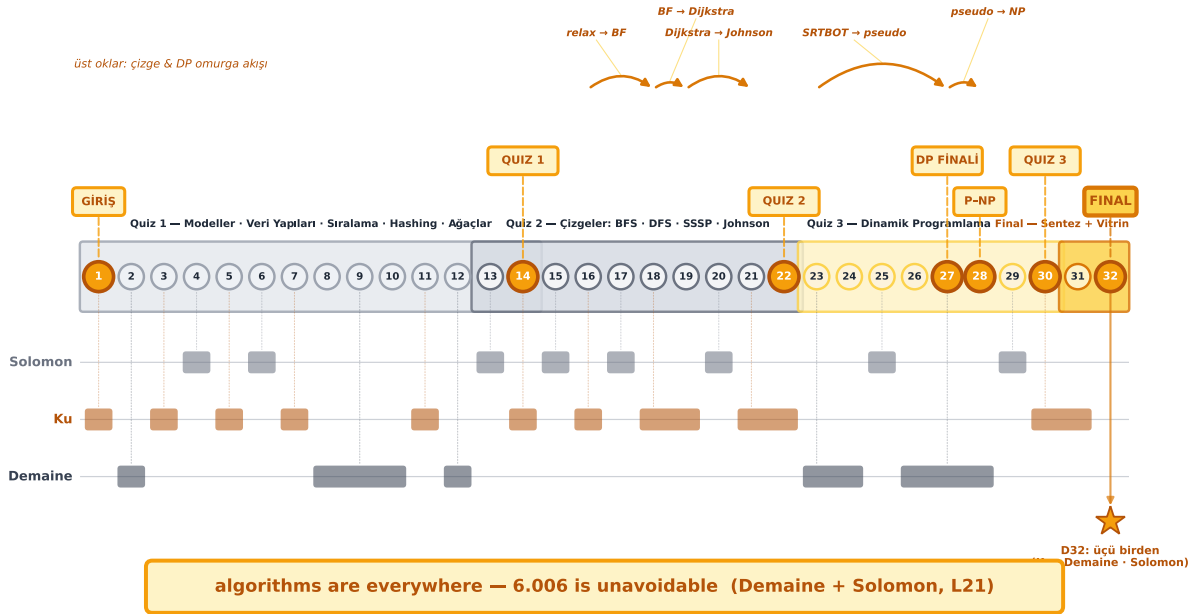 BF → Dijkstra
pseudo → NP
relax → BF
Dijkstra → Johnson
SRTBOT → pseudo
üst oklar: çizge & DP omurga akışı
QUIZ 1
DP FİNALİ
QUIZ 3
GİRİŞ
QUIZ 2
P–NP
FINAL
Quiz 1 — Modeller · Veri Yapıları · Sıralama · Hashing · Ağaçlar
Quiz 2 — Çizgeler: BFS · DFS · SSSP · Johnson
Quiz 3 — Dinamik Programlama
Final — Sentez + Vitrin
1 2 3 4 5 6 7 8 9 10 11 12 13 14 15 16 17 18 19 20 21 22 23 24 25 26 27 28 29 30 31 32
Solomon
Ku
Demaine
D32: üçü birden
Demaine · Solomon)
algorithms are everywhere — 6.006 is unavoidable (Demaine + Solomon, L21)